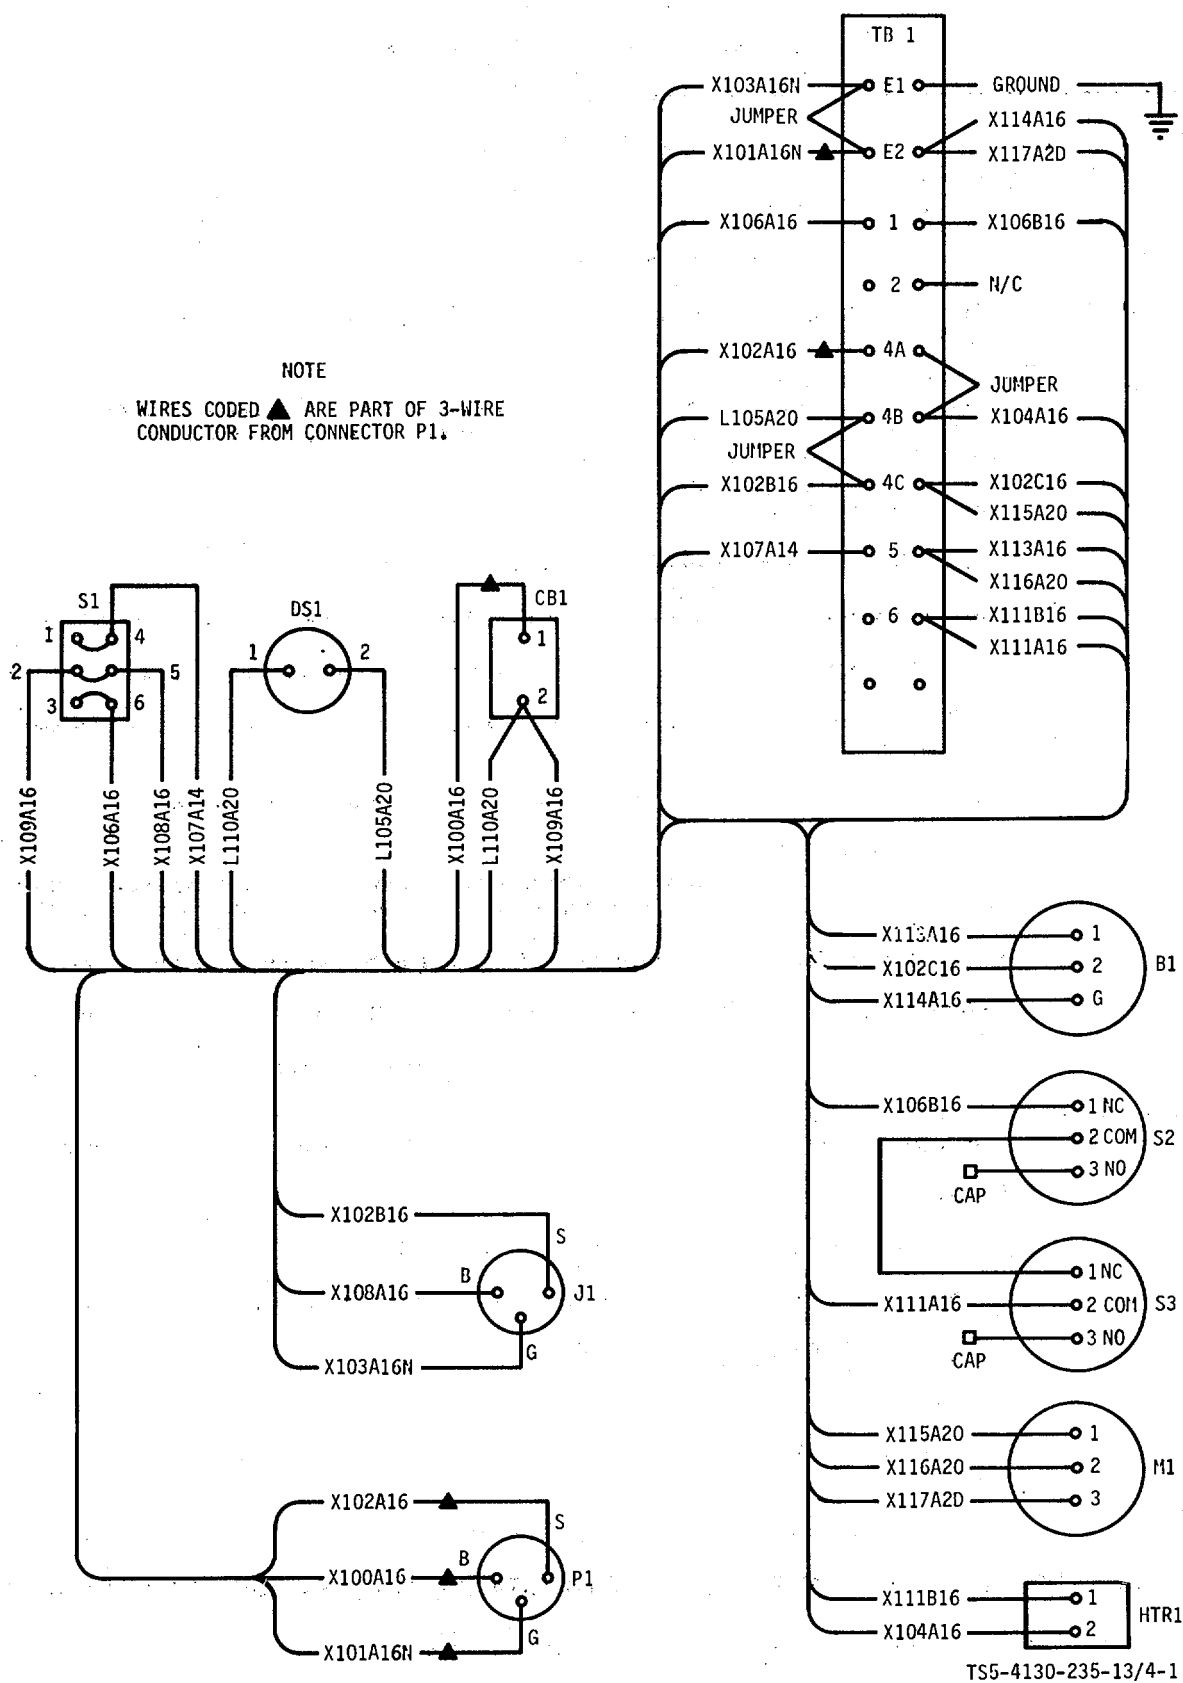 TB 1
X103A16N E1 GROUND
JUMPER X114A16
X101A16N E2 X117A2D
X106A16 1 X106B16
2 N/C
X102A16 4A
JUMPER
L105A20 4B X104A16
JUMPER
X102B16 4C X102C16
X115A20
X107A14 5 X113A16
X116A20
6 X111B16
X111A16
NOTE
WIRES CODED ▲ ARE PART OF 3-WIRE
CONDUCTOR FROM CONNECTOR P1.
S1
1 4
2 5
3 6
DS1
1 2
CB1
1
2
X109A16
X106A16
X108A16
X107A14
L110A20
L105A20
X100A16
L110A20
X109A16
X113A16 1
X102C16 2 B1
X114A16 G
X106B16 1 NC
2 COM S2
3 NO
CAP
1 NC
X111A16 2 COM S3
3 NO
CAP
X102B16
S
B
X108A16 J1
G
X103A16N
X115A20 1
X116A20 2 M1
X117A2D 3
X102A16
S
B
X100A16 P1
G
X101A16N
X111B16 1
HTR1
X104A16 2
TS5-4130-235-13/4-1